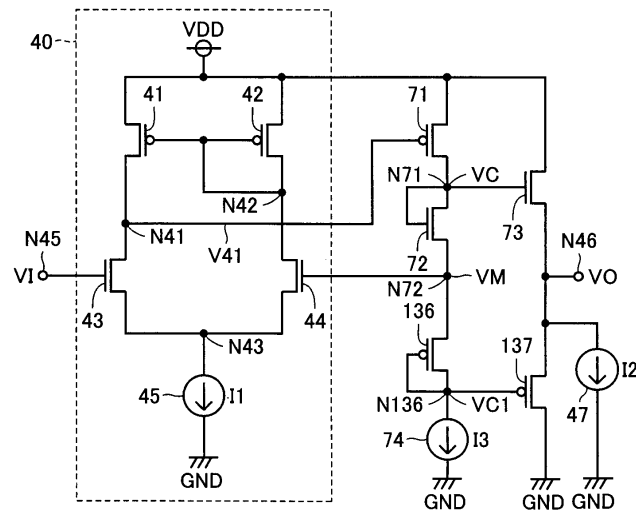 VDD
40
41
42
71
N71
VC
N42
N41
V41
72
73
N45
VI
N46
VO
N72
VM
43
44
136
137
N43
I2
45
I1
N136
VC1
47
74
I3
GND
GND
GND
GND